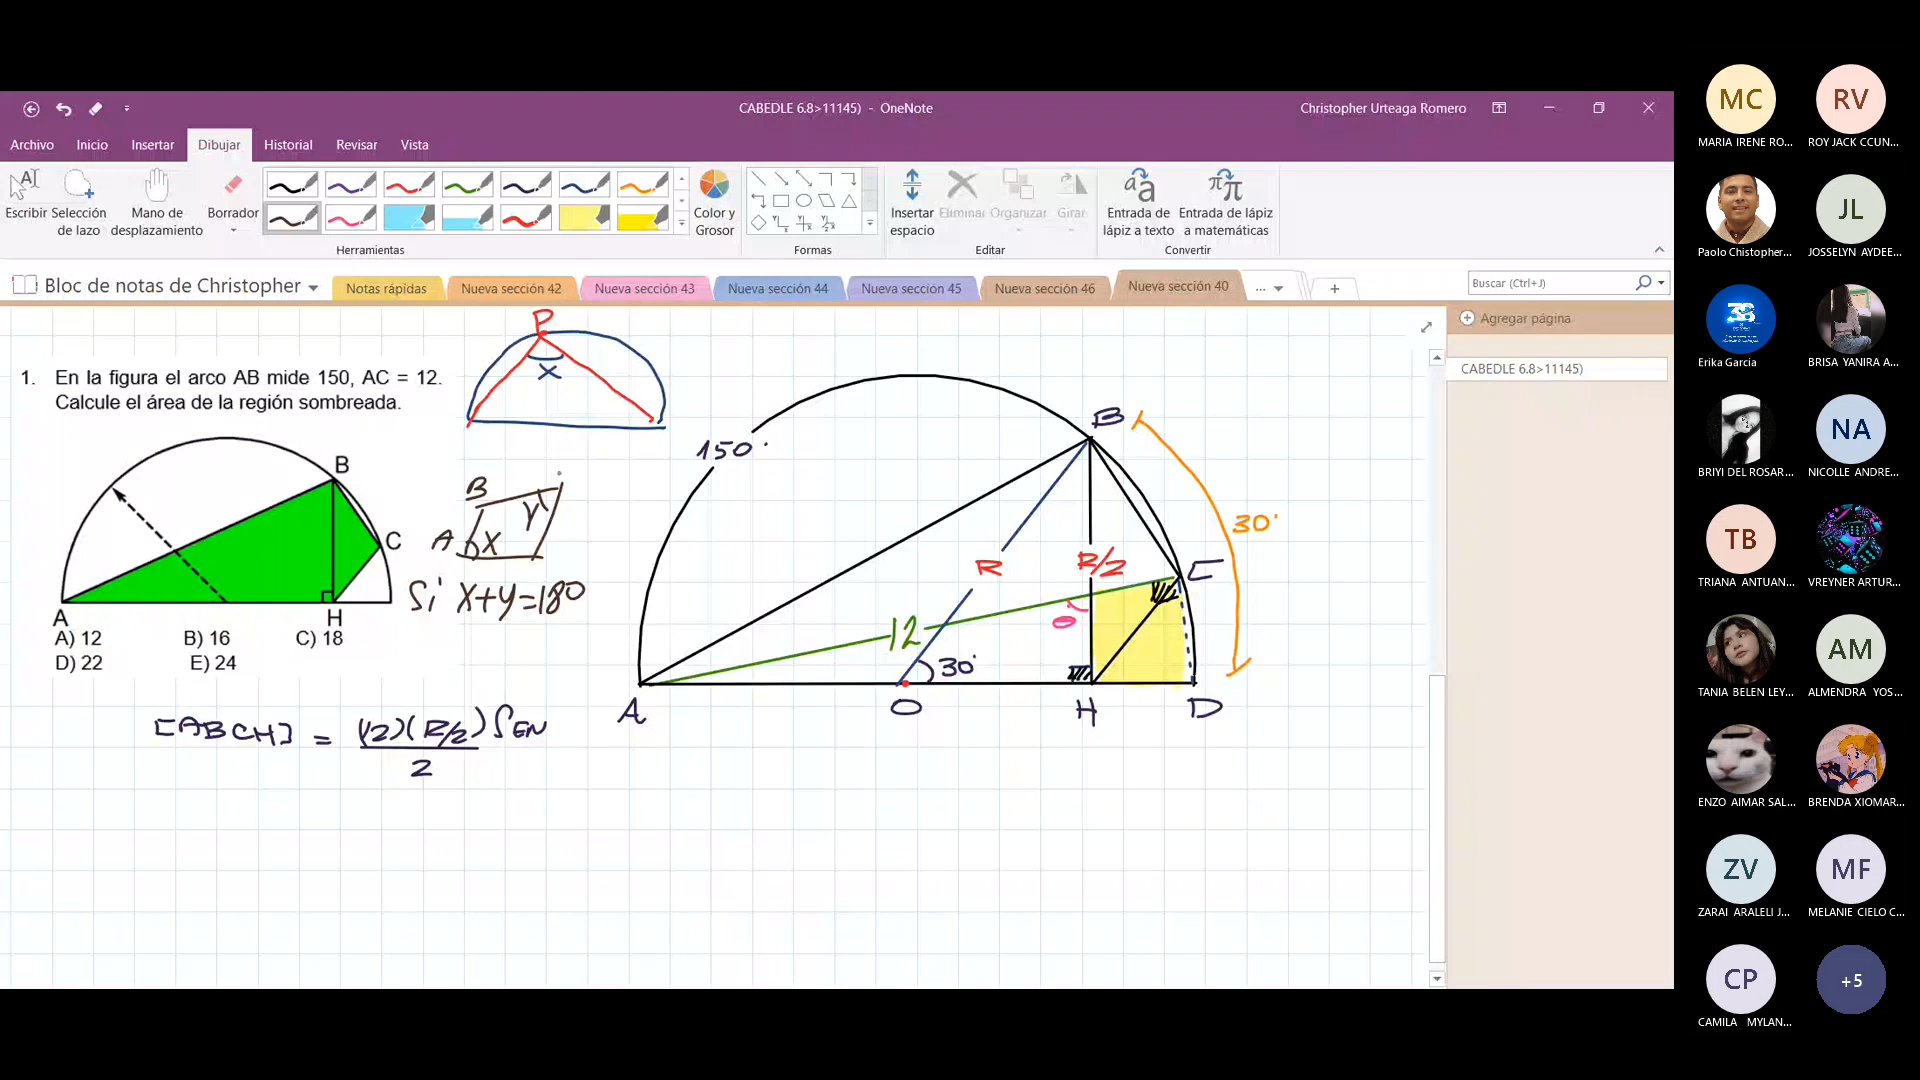 CABEDLE 6.8>11145) - OneNote
Christopher Urteaga Romero
Archivo Inicio Insertar Dibujar Historial Revisar Vista
Escribir
Selección de lazo
Mano de desplazamiento
Borrador
Color y Grosor
Insertar espacio
Eliminar
Organizar
Girar
Entrada de lápiz a texto
Entrada de lápiz a matemáticas
Herramientas
Formas
Editar
Convertir
Bloc de notas de Christopher
Notas rápidas
Nueva sección 42
Nueva sección 43
Nueva sección 44
Nueva sección 45
Nueva sección 46
Nueva sección 40
...
Buscar (Ctrl+J)
Agregar página
CABEDLE 6.8>11145)
1. En la figura el arco AB mide 150, AC = 12.
Calcule el área de la región sombreada.
B
C
A
H
A) 12 B) 16 C) 18
D) 22 E) 24
P
x
B
y
A x
Si x+y=180
150°
B
30°
R
R/2
C
θ
12
30°
A O H D
[ABCH] = (12)(R/2) SEN
2
MC
MARIA IRENE RO...
RV
ROY JACK CCUN...
Paolo Chistopher...
JL
JOSSELYN AYDEE...
3B
Erika Garcia
BRISA YANIRA A...
BRIYI DEL ROSAR...
NA
NICOLLE ANDRE...
TB
TRIANA ANTUAN...
VREYNER ARTUR...
TANIA BELEN LEY...
AM
ALMENDRA YOS...
ENZO AIMAR SAL...
BRENDA XIOMAR...
ZV
ZARAI ARALELI J...
MF
MELANIE CIELO C...
CP
CAMILA MYLAN...
+5